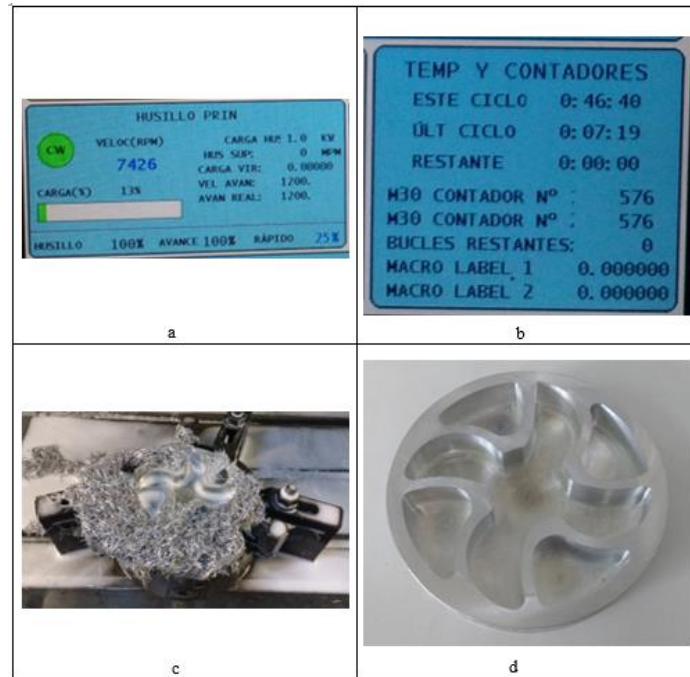 HUSILLO PRIN
CW
VELOC(RPM)
7426
CARGA(%) 13%
CARGA HUS 1.0 KW
HUS SUP: 0 MPM
CARGA VIR: 0.00000
VEL AVAN: 1200.
AVAN REAL: 1200.
HUSILLO 100% AVANCE 100% RÁPIDO 25%
a
TEMP Y CONTADORES
ESTE CICLO 0:46:40
ÚLT CICLO 0:07:19
RESTANTE 0:00:00
M30 CONTADOR Nº : 576
M30 CONTADOR Nº : 576
BUCLES RESTANTES: 0
MACRO LABEL 1 0.000000
MACRO LABEL 2 0.000000
b
c
d